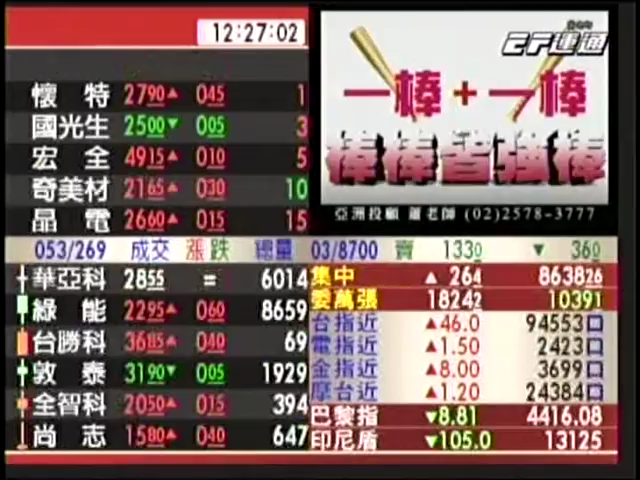 12:27:02
懷特 2790▲ 045 1
國光生 2500▼ 005 3
宏全 4915▲ 010 5
奇美材 2165▲ 030 10
晶電 2660▲ 015 15
運通
一棒+一棒
棒棒皆強棒
亞洲投顧 蕭老師 (02)2578-3777
053/269 成交 漲跌 總量
華亞科 2855 = 6014
綠能 2295▲ 060 8659
台勝科 3685▲ 040 69
敦泰 3190▼ 005 1929
全智科 2050▲ 015 394
尚志 1580▲ 040 647
03/8700 賣 1330 ▼ 360
集中 ▲ 264 863826
委萬張 18242 10391
台指近 ▲46.0 94553口
電指近 ▲1.50 2423口
金指近 ▲8.00 3699口
摩台近 ▲1.20 24384口
巴黎指 ▼8.81 4416.08
印尼盾 ▼105.0 13125